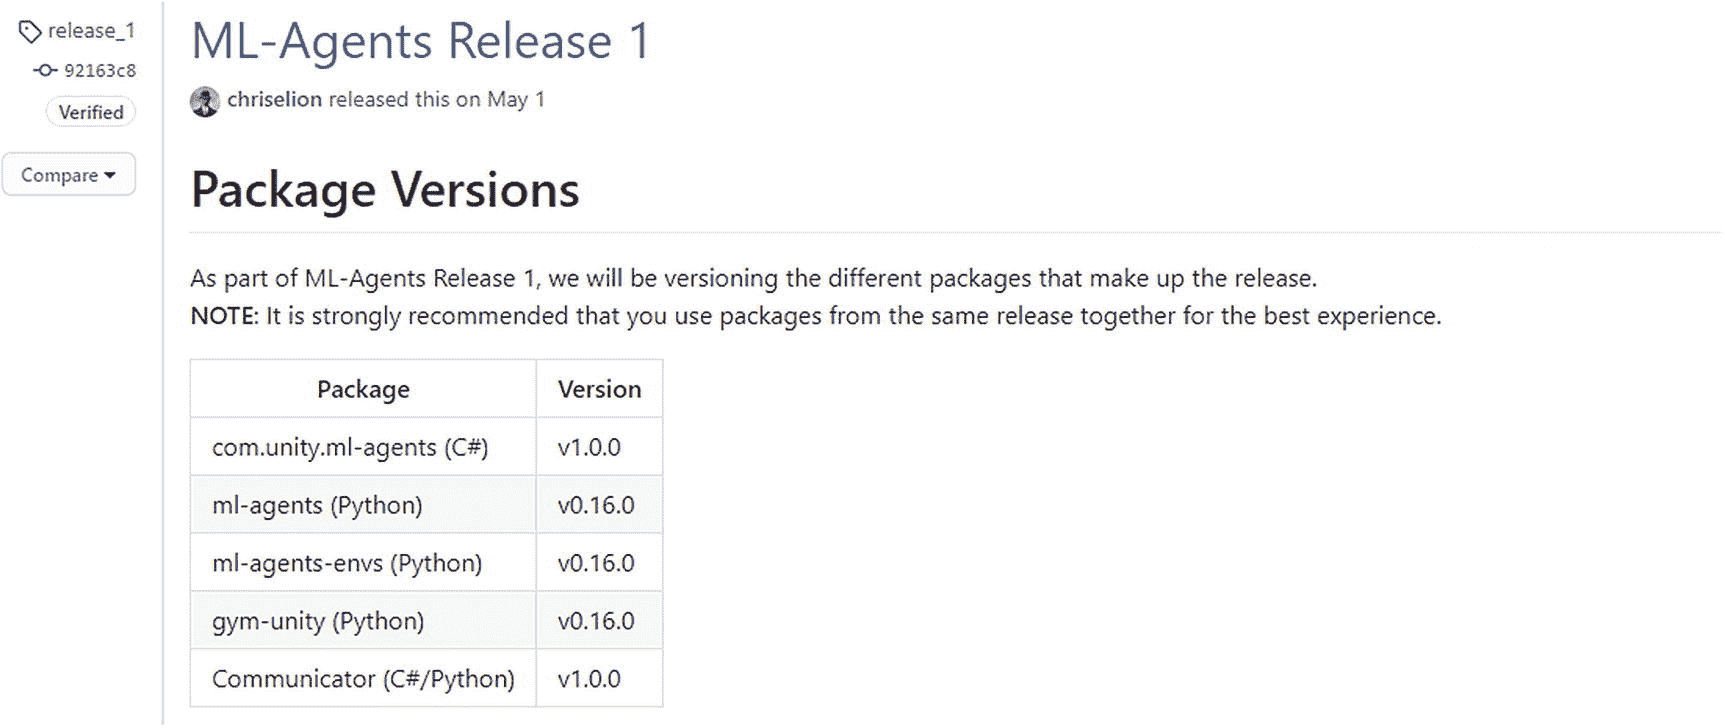 release_1
92163c8
Verified
Compare
ML-Agents Release 1
chriselion released this on May 1
Package Versions
As part of ML-Agents Release 1, we will be versioning the different packages that make up the release.
NOTE: It is strongly recommended that you use packages from the same release together for the best experience.
Package Version
com.unity.ml-agents (C#) v1.0.0
ml-agents (Python) v0.16.0
ml-agents-envs (Python) v0.16.0
gym-unity (Python) v0.16.0
Communicator (C#/Python) v1.0.0